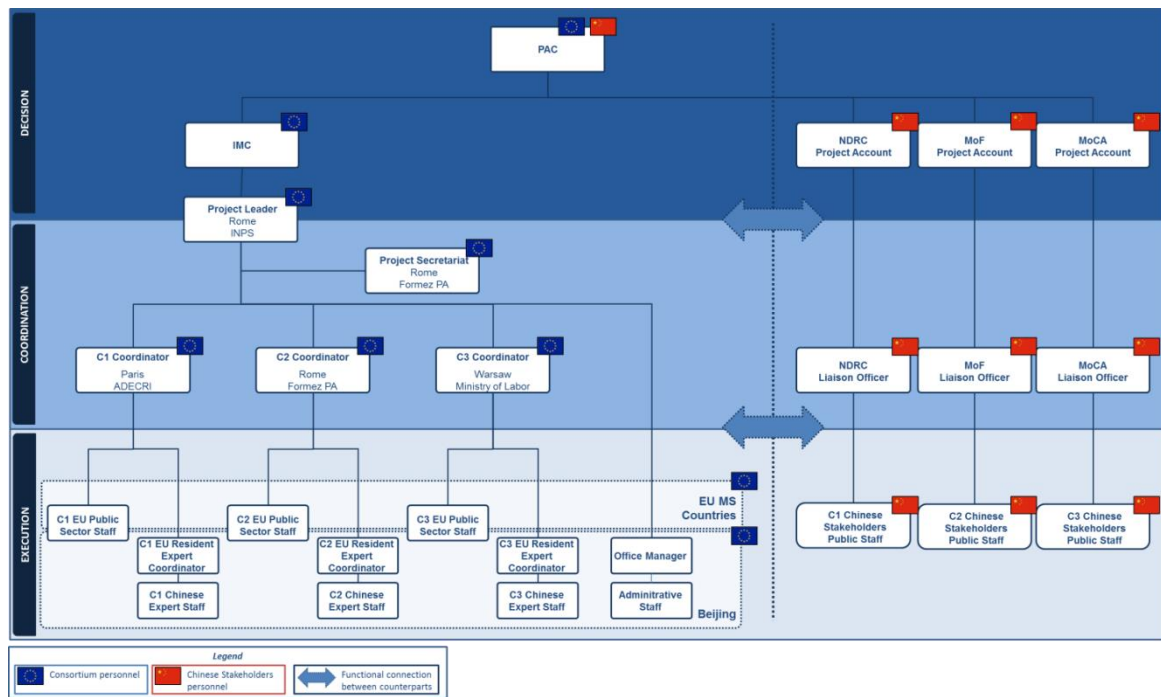 DECISION
PAC
IMC
NDRC
Project Account
MoF
Project Account
MoCA
Project Account
Project Leader
Rome
INPS
COORDINATION
Project Secretariat
Rome
Formez PA
C1 Coordinator
Paris
ADECRI
C2 Coordinator
Rome
Formez PA
C3 Coordinator
Warsaw
Ministry of Labor
NDRC
Liaison Officer
MoF
Liaison Officer
MoCA
Liaison Officer
EXECUTION
EU MS
Countries
C1 EU Public
Sector Staff
C2 EU Public
Sector Staff
C3 EU Public
Sector Staff
C1 Chinese
Stakeholders
Public Staff
C2 Chinese
Stakeholders
Public Staff
C3 Chinese
Stakeholders
Public Staff
C1 EU Resident
Expert
Coordinator
C2 EU Resident
Expert
Coordinator
C3 EU Resident
Expert
Coordinator
Office Manager
C1 Chinese
Expert Staff
C2 Chinese
Expert Staff
C3 Chinese
Expert Staff
Adminitrative
Staff
Beijing
Legend
Consortium personnel
Chinese Stakeholders
personnel
Functional connection
between counterparts